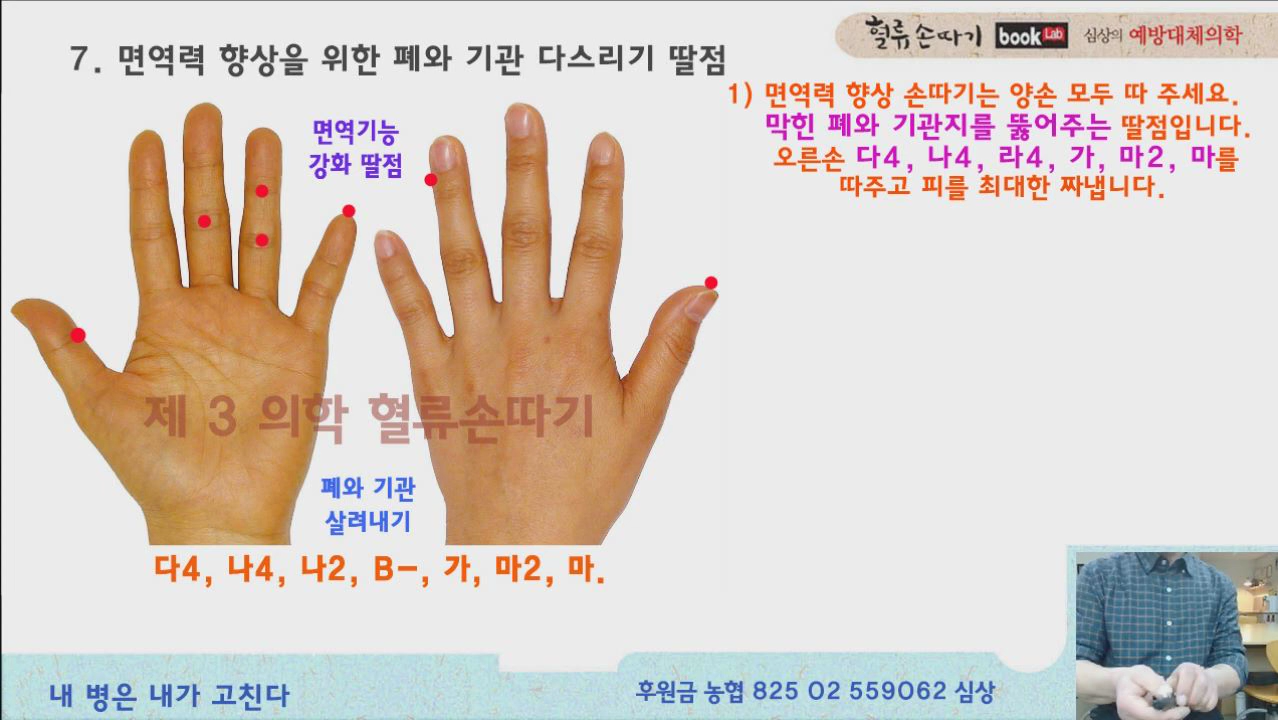 혈류 손따기 book Lab 심상의 예방대체의학
7. 면역력 향상을 위한 폐와 기관 다스리기 딸점
1) 면역력 향상 손따기는 양손 모두 따 주세요.
막힌 폐와 기관지를 뚫어주는 딸점입니다.
오른손 다4, 나4, 라4, 가, 마2, 마를
따주고 피를 최대한 짜냅니다.
면역기능
강화 딸점
제 3 의학 혈류손따기
폐와 기관
살려내기
다4, 나4, 나2, B-, 가, 마2, 마.
내 병은 내가 고친다
후원금 농협 825 02 559062 심상